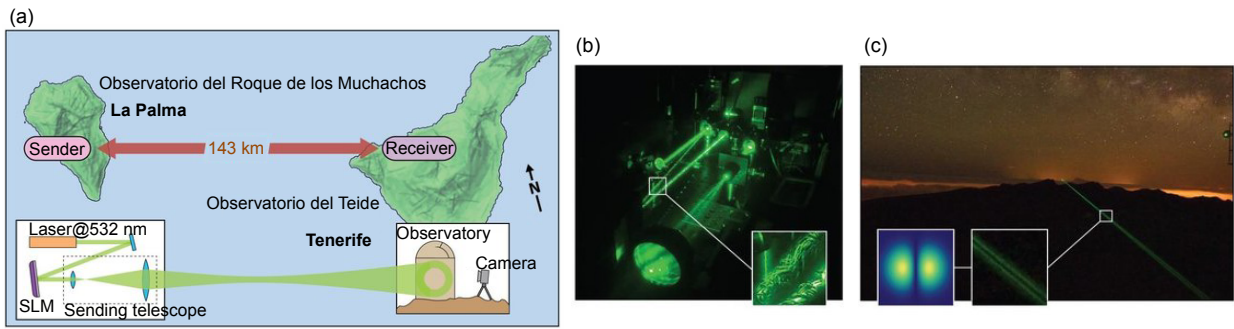 (a)
Observatorio del Roque de los Muchachos
La Palma
Sender
143 km
Receiver
N
Observatorio del Teide
Tenerife
Laser@532 nm
SLM
Sending telescope
Observatory
Camera
(b)
(c)